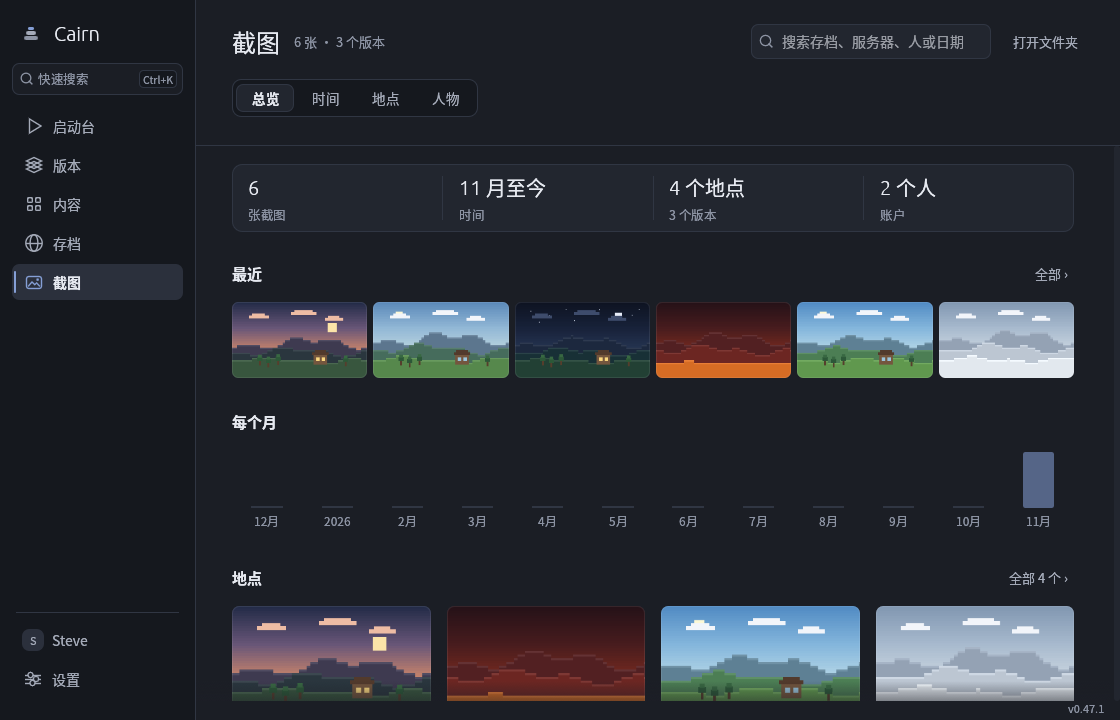 Cairn
快速搜索
Ctrl+K
启动台
版本
内容
存档
截图
S
Steve
设置
截图
6 张 • 3 个版本
搜索存档、服务器、人或日期
打开文件夹
总览
时间
地点
人物
6
张截图
11 月至今
时间
4 个地点
3 个版本
2 个人
账户
最近
全部 ›
每个月
12月
2026
2月
3月
4月
5月
6月
7月
8月
9月
10月
11月
地点
全部 4 个 ›
v0.47.1